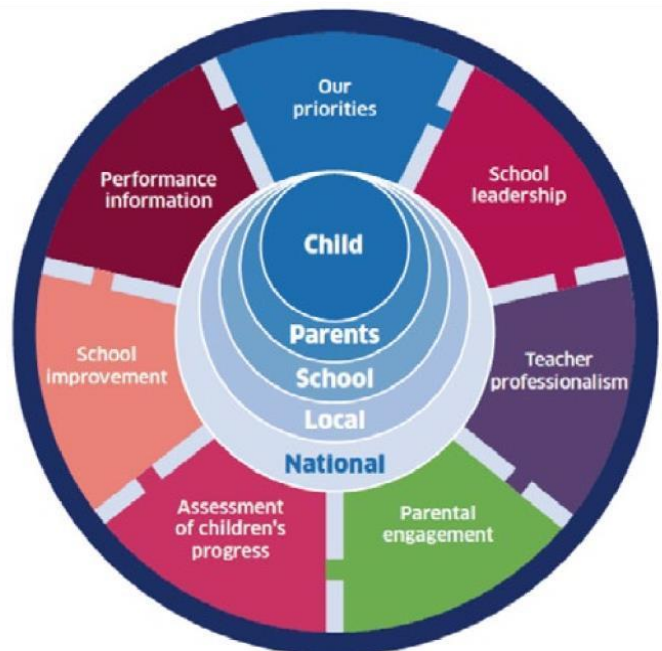 Our
priorities
School
leadership
Teacher
professionalism
Parental
engagement
Assessment
of children's
progress
School
improvement
Performance
information
Child
Parents
School
Local
National